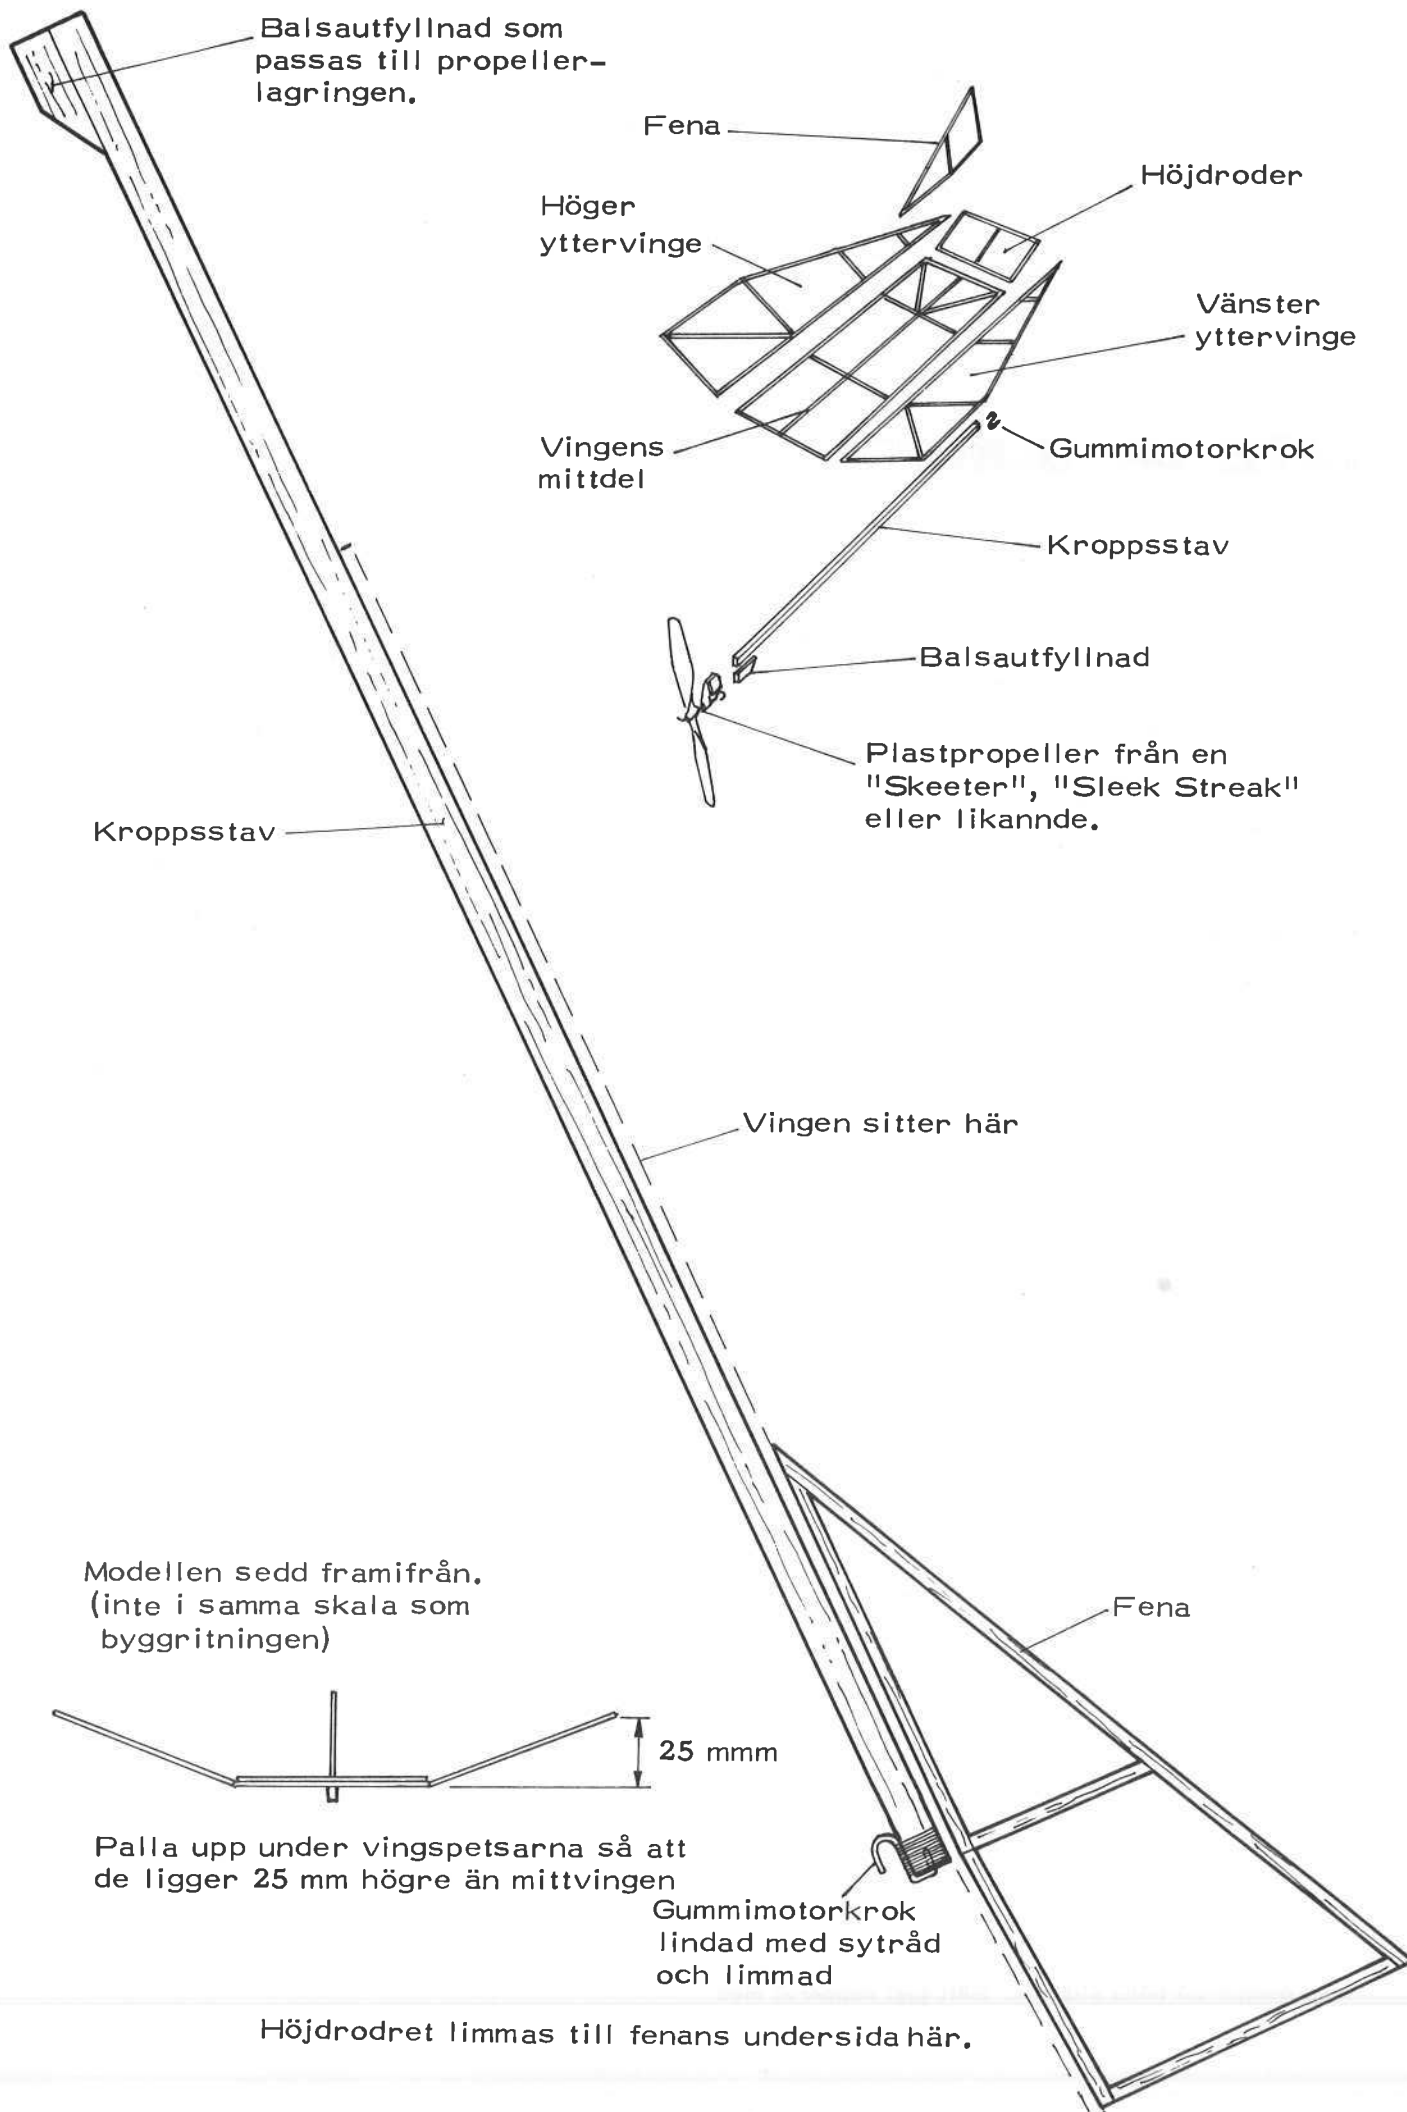 Balsautfyllnad som
passas till propeller-
lagringen.
Fena
Höjdroder
Höger
yttervinge
Vänster
yttervinge
Vingens
mittdel
Gummimotorkrok
Kroppsstav
Balsautfyllnad
Plastpropeller från en
"Skeeter", "Sleek Streak"
eller likannde.
Kroppsstav
Vingen sitter här
Modellen sedd framifrån.
(inte i samma skala som
byggritningen)
Fena
25 mmm
Palla upp under vingspetsarna så att
de ligger 25 mm högre än mittvingen
Gummimotorkrok
lindad med sytråd
och limmad
Höjdrodret limmas till fenans undersida här.